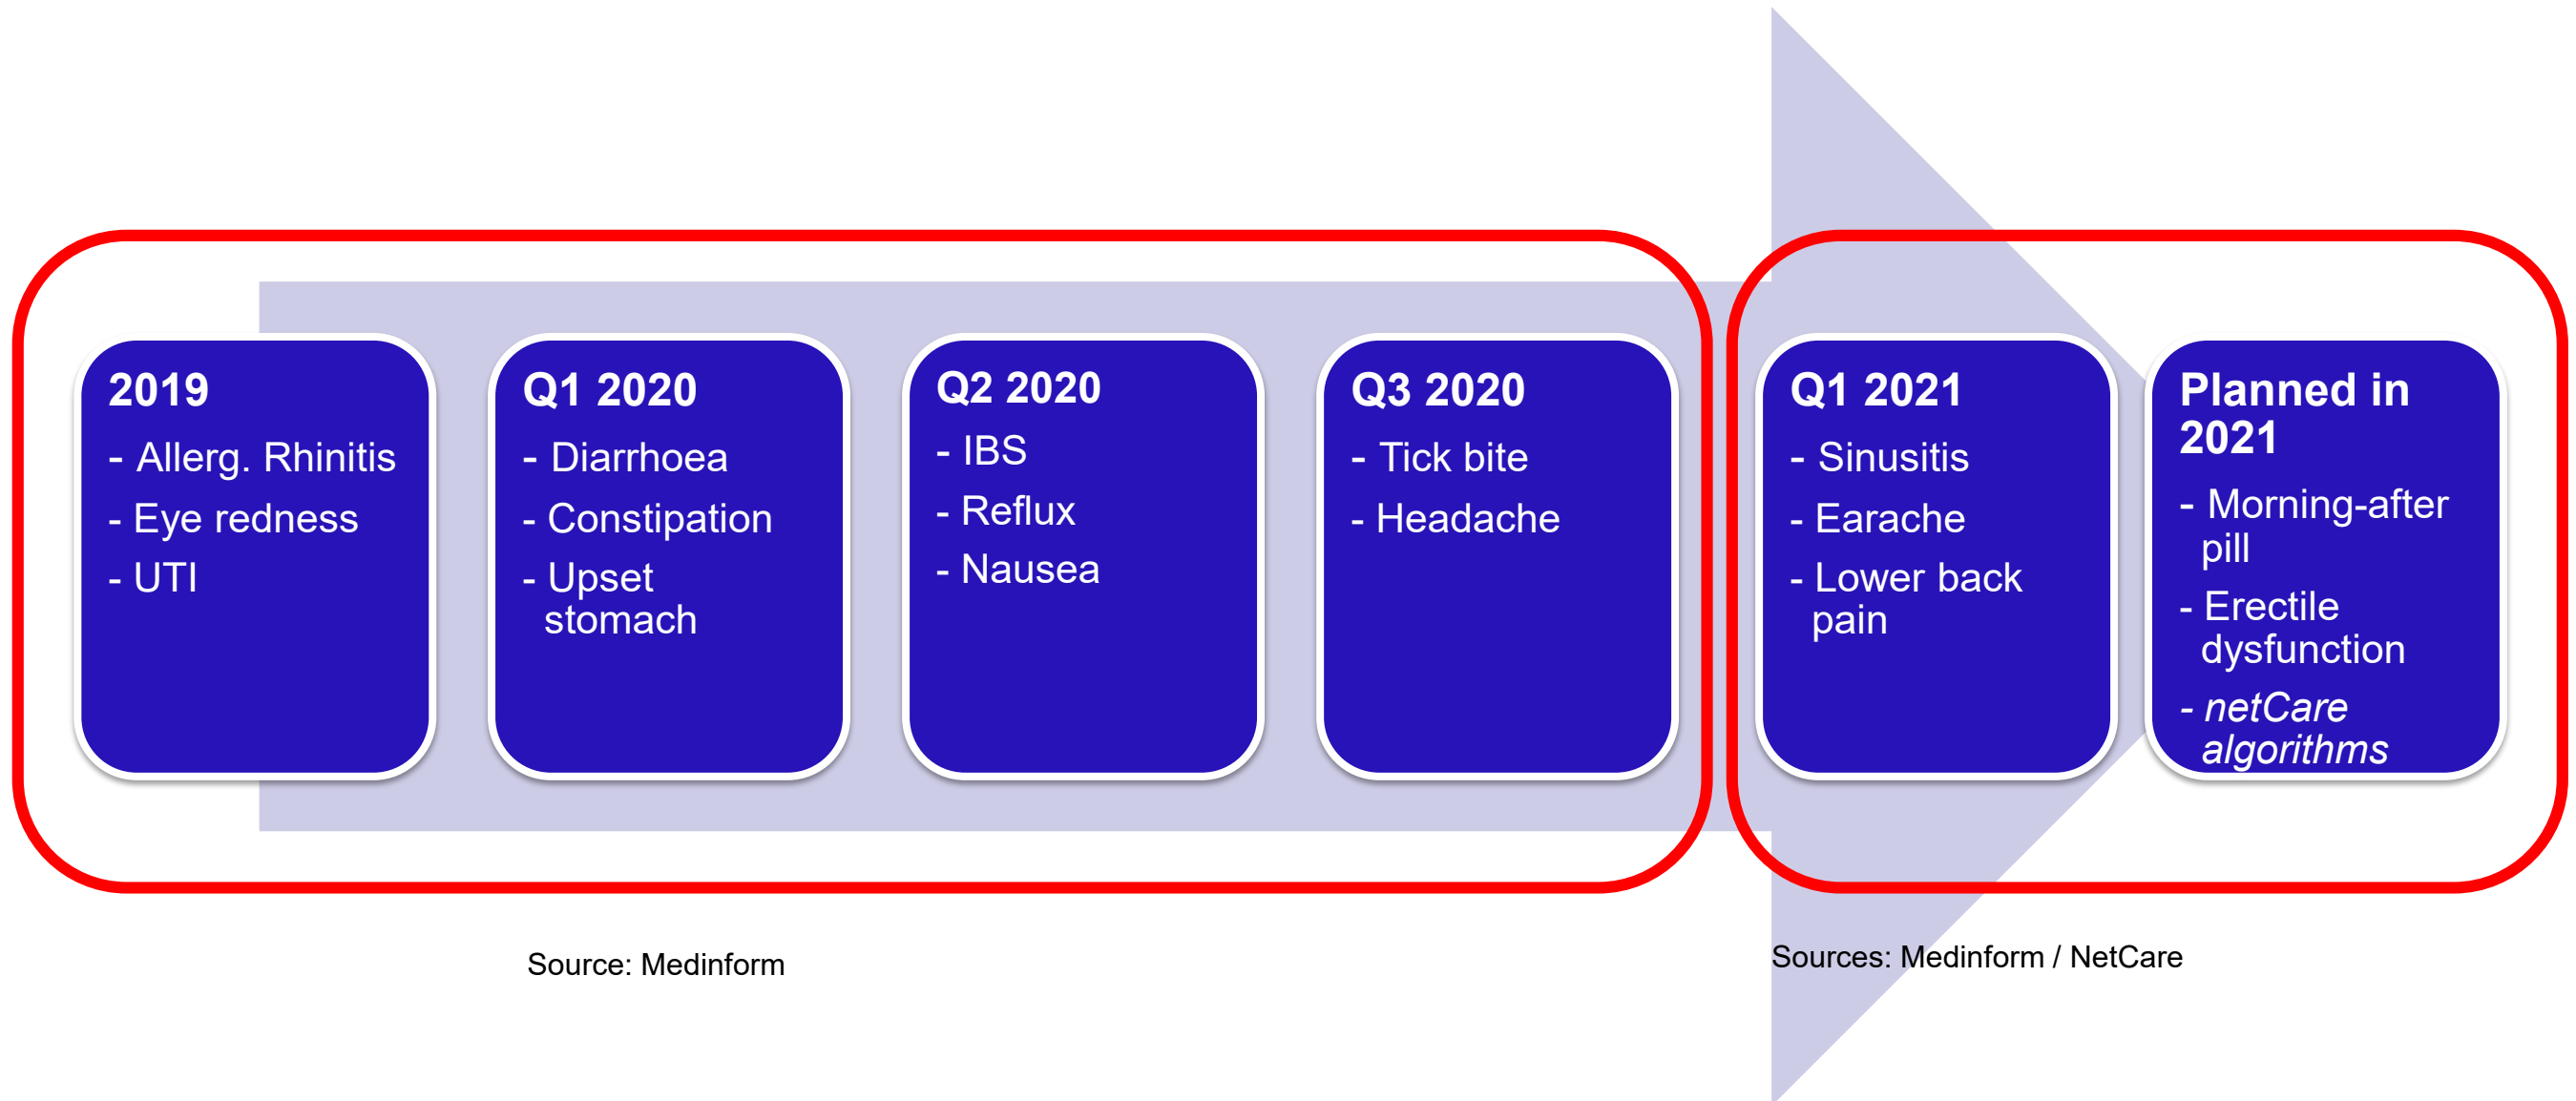 2019
- Allerg. Rhinitis
- Eye redness
- UTI
Q1 2020
- Diarrhoea
- Constipation
- Upset
stomach
Q2 2020
- IBS
- Reflux
- Nausea
Q3 2020
- Tick bite
- Headache
Q1 2021
- Sinusitis
- Earache
- Lower back
pain
Planned in
2021
- Morning-after
pill
- Erectile
dysfunction
- netCare
algorithms
Source: Medinform
Sources: Medinform / NetCare